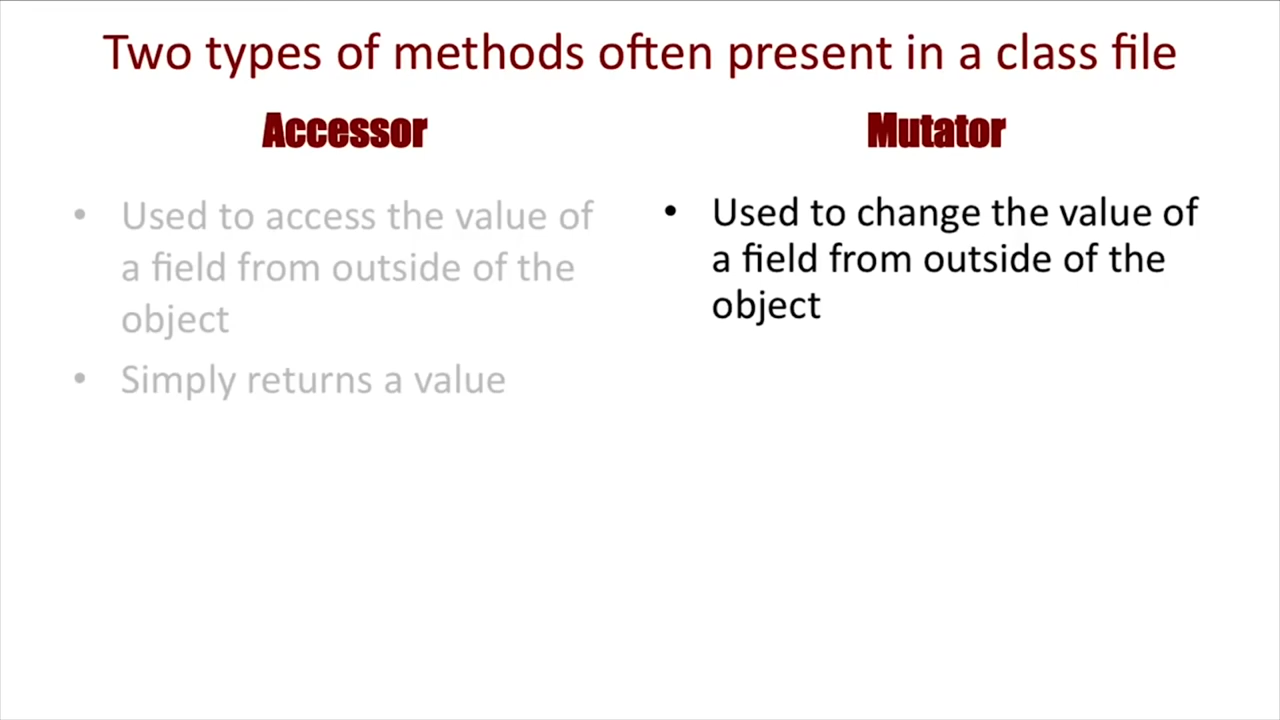 Two types of methods often present in a class file
Accessor
• Used to access the value of
a field from outside of the
object
• Simply returns a value
Mutator
• Used to change the value of
a field from outside of the
object